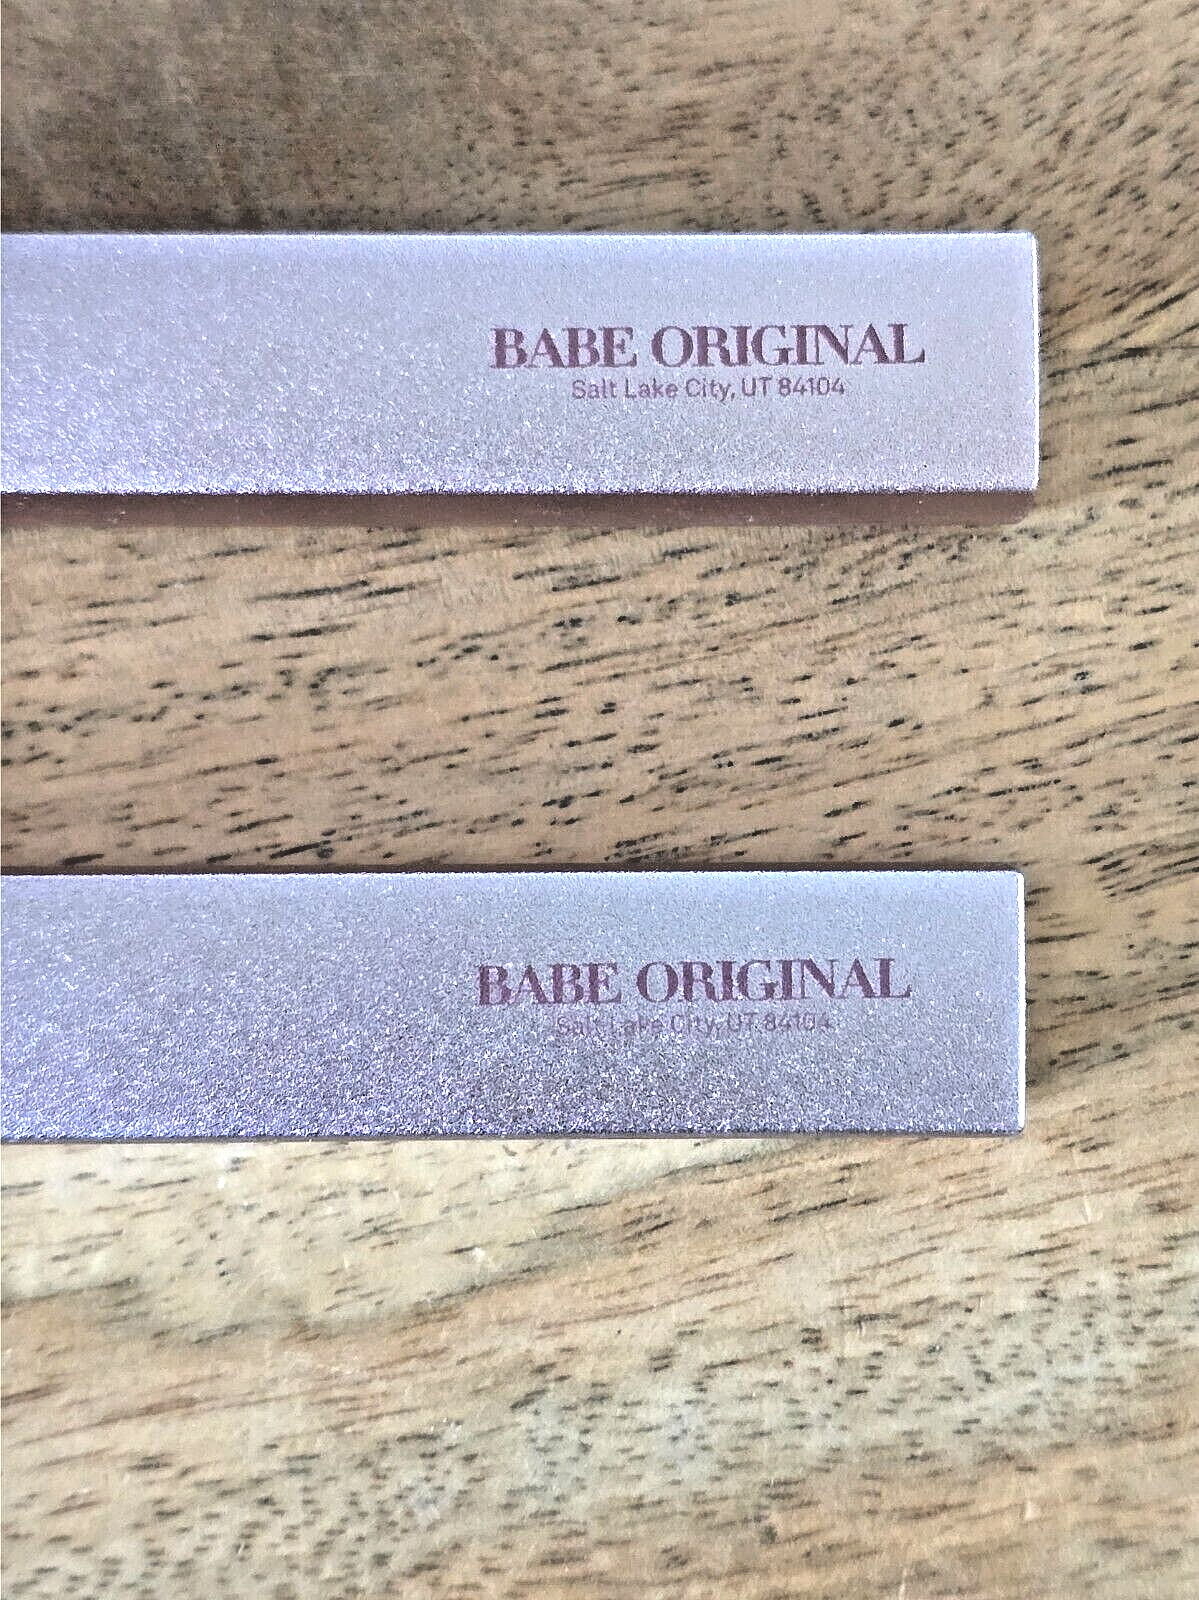 BABE ORIGINAL
Salt Lake City, UT 84104
BABE ORIGINAL
Salt Lake City, UT 84104